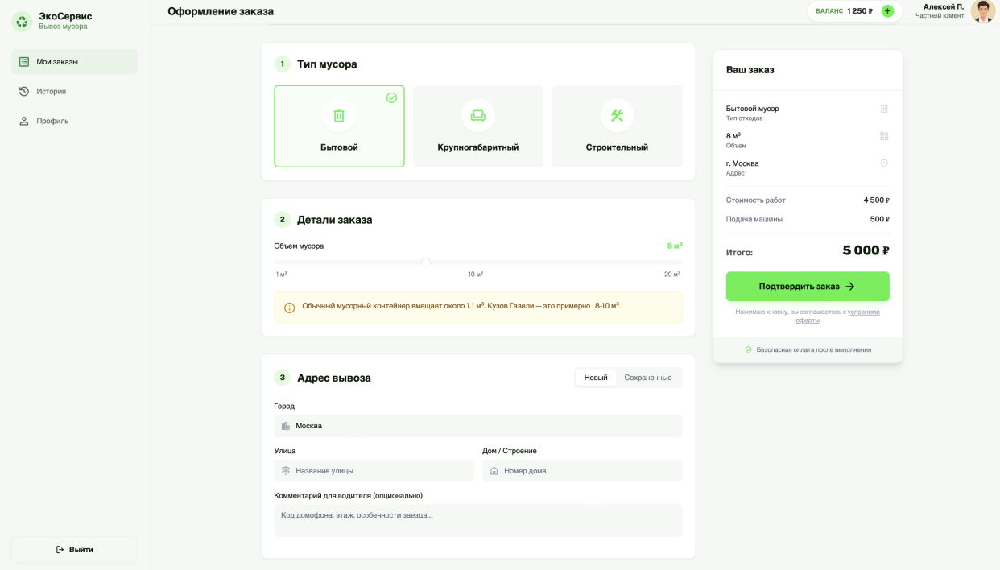 ЭкоСервис
Вывоз мусора
Мои заказы
История
Профиль
Выйти
Оформление заказа
БАЛАНС 1 250 ₽
Алексей П.
Частный клиент
1 Тип мусора
Бытовой
Крупногабаритный
Строительный
2 Детали заказа
Объем мусора 8 м³
1 м³ 10 м³ 20 м³
Обычный мусорный контейнер вмещает около 1.1 м³. Кузов Газели — это примерно 8-10 м³.
3 Адрес вывоза
Новый Сохраненные
Город
Москва
Улица Дом / Строение
Название улицы Номер дома
Комментарий для водителя (опционально)
Код домофона, этаж, особенности заезда...
Ваш заказ
Бытовой мусор
Тип отходов
8 м³
Объем
г. Москва
Адрес
Стоимость работ 4 500 ₽
Подача машины 500 ₽
Итого: 5 000 ₽
Подтвердить заказ →
Нажимаю кнопку, вы соглашаетесь с условиями
оферты
Безопасная оплата после выполнения